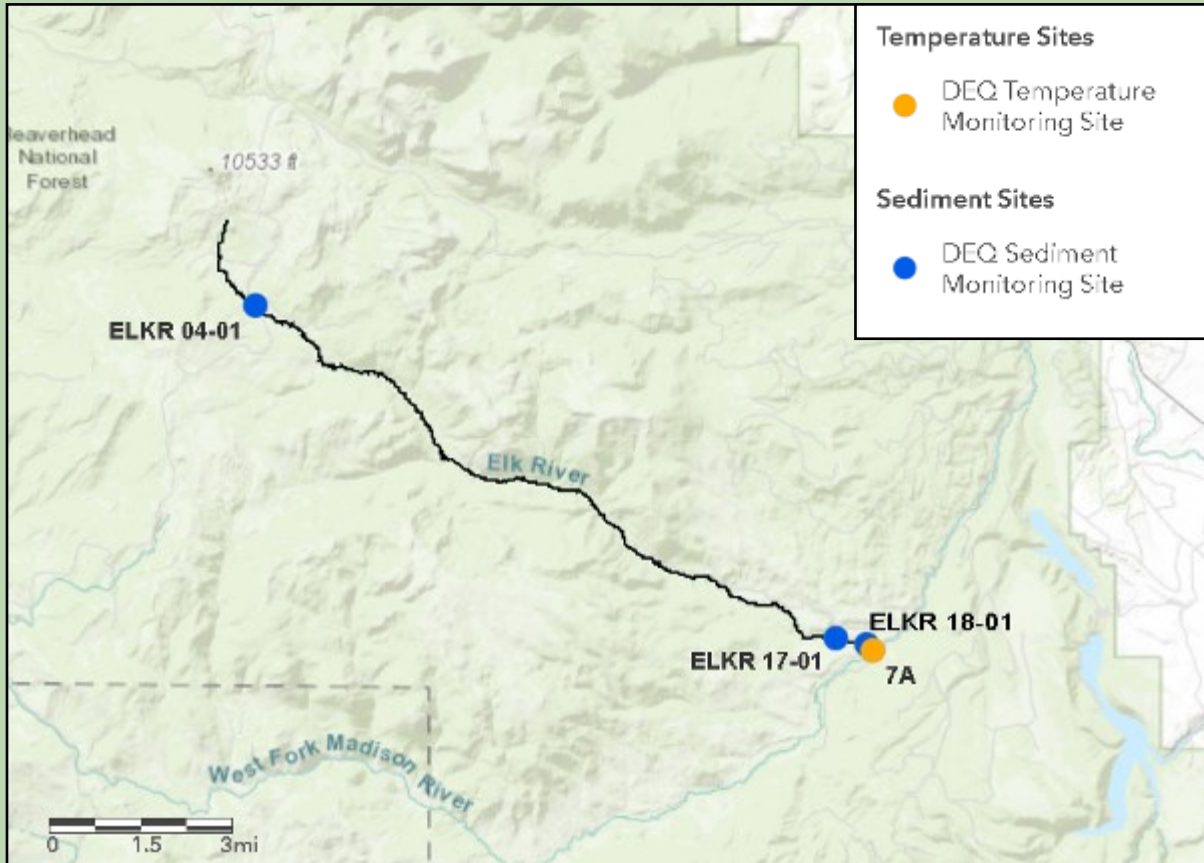 Temperature Sites
DEQ Temperature
Monitoring Site
Sediment Sites
DEQ Sediment
Monitoring Site
eaverhead
National
Forest
10533 ft
ELKR 04-01
Elk River
ELKR 18-01
ELKR 17-01
7A
West Fork Madison River
0 1.5 3mi